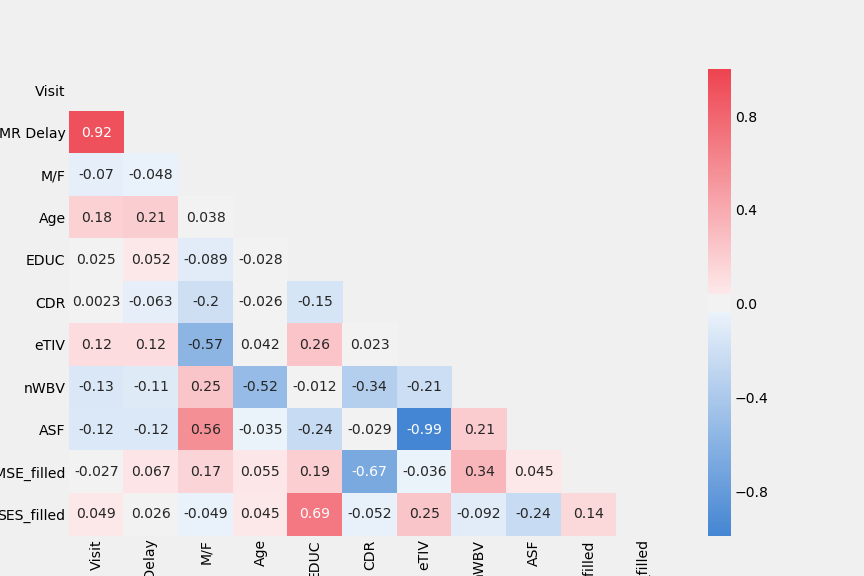 Visit
MR Delay 0.92
M/F -0.07 -0.048
Age 0.18 0.21 0.038
EDUC 0.025 0.052 -0.089 -0.028
CDR 0.0023 -0.063 -0.2 -0.026 -0.15
eTIV 0.12 0.12 -0.57 0.042 0.26 0.023
nWBV -0.13 -0.11 0.25 -0.52 -0.012 -0.34 -0.21
ASF -0.12 -0.12 0.56 -0.035 -0.24 -0.029 -0.99 0.21
MSE_filled -0.027 0.067 0.17 0.055 0.19 -0.67 -0.036 0.34 0.045
SES_filled 0.049 0.026 -0.049 0.045 0.69 -0.052 0.25 -0.092 -0.24 0.14
Visit
Delay
M/F
Age
EDUC
CDR
eTIV
nWBV
ASF
filled
filled
0.8
0.4
0.0
−0.4
−0.8